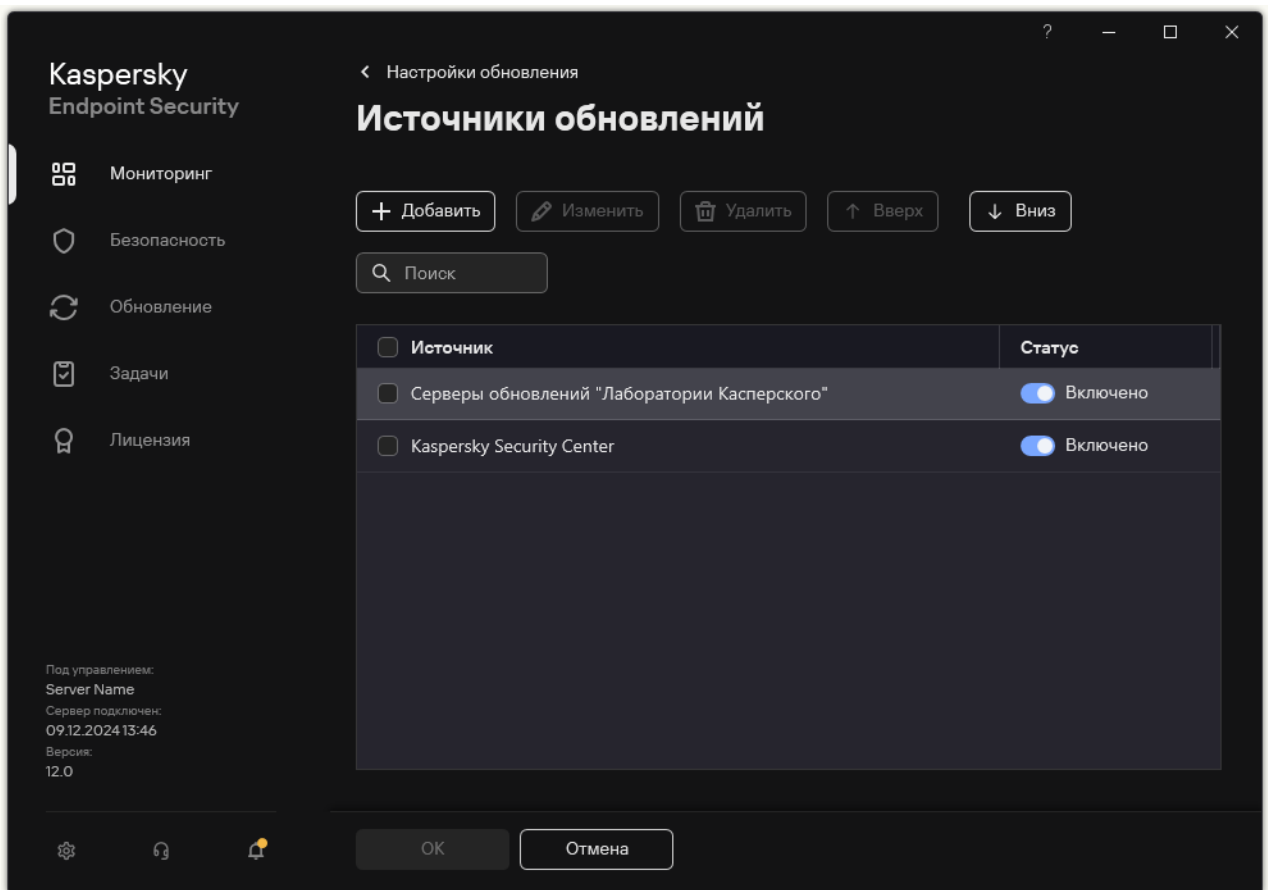 ?
Kaspersky
Endpoint Security
Мониторинг
Безопасность
Обновление
Задачи
Лицензия
Под управлением:
Server Name
Сервер подключен:
09.12.2024 13:46
Версия:
12.0
Настройки обновления
Источники обновлений
Добавить Изменить Удалить Вверх Вниз
Поиск
Источник Статус
Серверы обновлений "Лаборатории Касперского" Включено
Kaspersky Security Center Включено
ОК Отмена